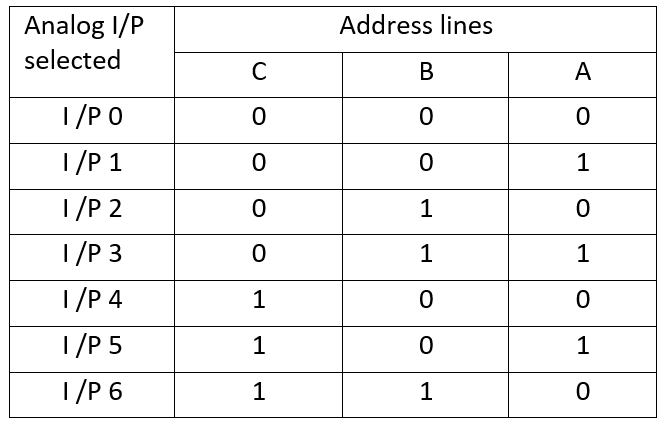 Analog I/P selected Address lines
C B A
I /P 0 0 0 0
I /P 1 0 0 1
I /P 2 0 1 0
I /P 3 0 1 1
I /P 4 1 0 0
I /P 5 1 0 1
I /P 6 1 1 0